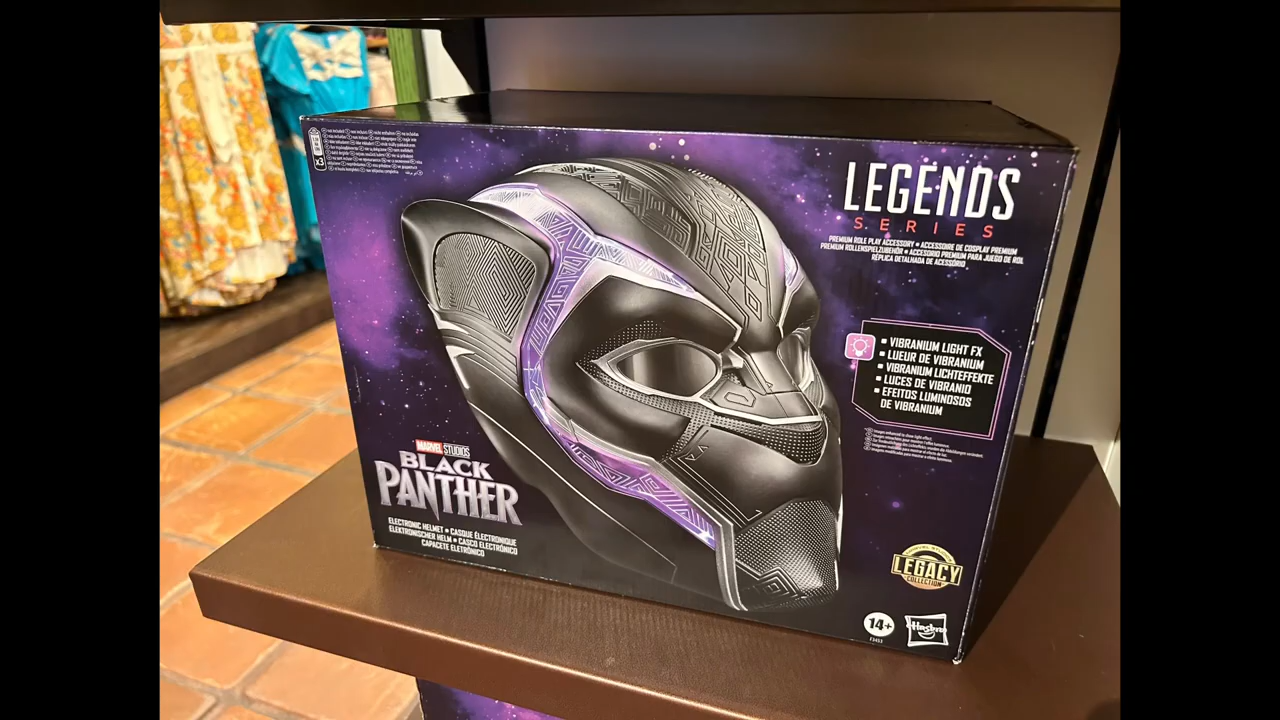 x3
LEGENDS
SERIES
PREMIUM ROLE PLAY ACCESSORY • ACCESSOIRE DE COSPLAY PREMIUM
PREMIUM ROLLENSPIELZUBEHÖR • ACCESORIO PREMIUM PARA JUEGO DE ROL
RÉPLICA DETALHADA DE ACESSÓRIO
▪ VIBRANIUM LIGHT FX
▪ LUEUR DE VIBRANIUM
▪ VIBRANIUM LICHTEFFEKTE
▪ LUCES DE VIBRANIO
▪ EFEITOS LUMINOSOS
DE VIBRANIUM
MARVEL STUDIOS
BLACK
PANTHER
ELECTRONIC HELMET • CASQUE ÉLECTRONIQUE
ELEKTRONISCHER HELM • CASCO ELECTRÓNICO
CAPACETE ELETRÔNICO
LEGACY
COLLECTION
14+
F3453
Hasbro